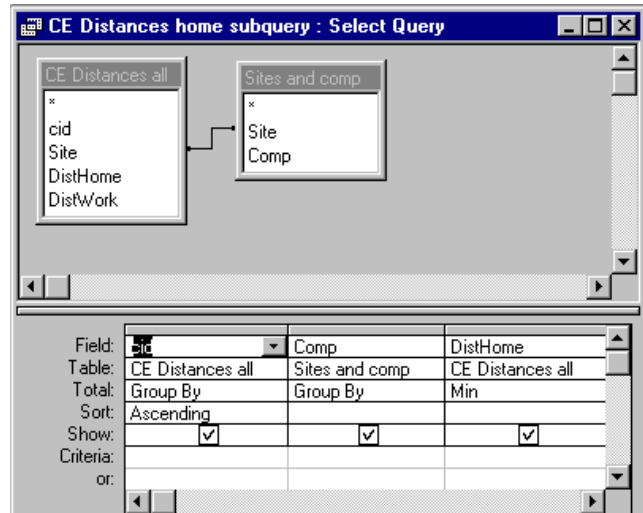 CE Distances home subquery : Select Query
CE Distances all
*
cid
Site
DistHome
DistWork
Sites and comp
*
Site
Comp
Field: cid Comp DistHome
Table: CE Distances all Sites and comp CE Distances all
Total: Group By Group By Min
Sort: Ascending
Show:
Criteria:
or: